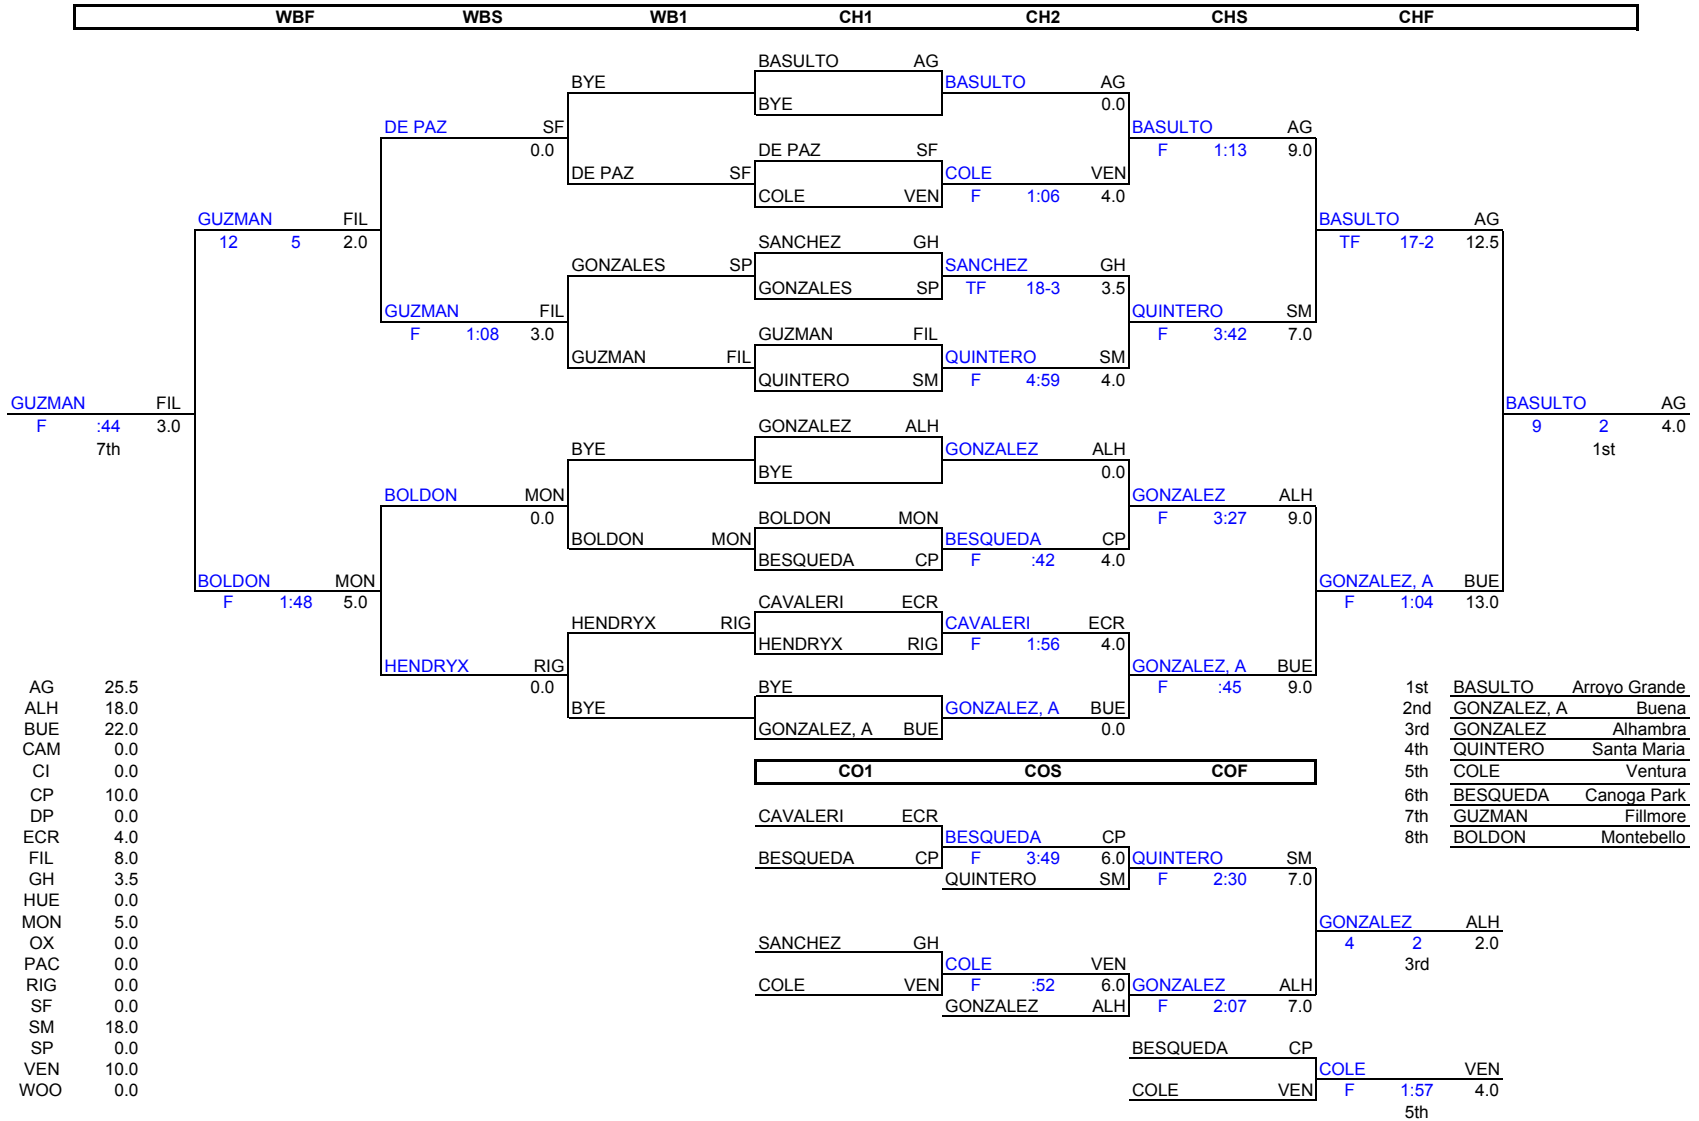 WBF WBS WB1 CH1 CH2 CHS CHF
BASULTO AG
BYE BASULTO AG
BYE 0.0
DE PAZ SF BASULTO AG
0.0 DE PAZ SF F 1:13 9.0
DE PAZ SF COLE VEN
COLE VEN F 1:06 4.0
GUZMAN FIL BASULTO AG
12 5 2.0 SANCHEZ GH TF 17-2 12.5
GONZALES SP SANCHEZ GH
GONZALES SP TF 18-3 3.5
GUZMAN FIL QUINTERO SM
F 1:08 3.0 GUZMAN FIL F 3:42 7.0
GUZMAN FIL QUINTERO SM
QUINTERO SM F 4:59 4.0
GUZMAN FIL BASULTO AG
F :44 3.0 GONZALEZ ALH 9 2 4.0
7th BYE GONZALEZ ALH 1st
BYE 0.0
BOLDON MON GONZALEZ ALH
0.0 BOLDON MON F 3:27 9.0
BOLDON MON BESQUEDA CP
BESQUEDA CP F :42 4.0
BOLDON MON GONZALEZ, A BUE
F 1:48 5.0 CAVALERI ECR F 1:04 13.0
HENDRYX RIG CAVALERI ECR
HENDRYX RIG F 1:56 4.0
HENDRYX RIG GONZALEZ, A BUE
AG 25.5 0.0 BYE F :45 9.0 1st BASULTO Arroyo Grande
ALH 18.0 BYE GONZALEZ, A BUE 2nd GONZALEZ, A Buena
BUE 22.0 GONZALEZ, A BUE 0.0 3rd GONZALEZ Alhambra
CAM 0.0 4th QUINTERO Santa Maria
CI 0.0 CO1 COS COF 5th COLE Ventura
CP 10.0 6th BESQUEDA Canoga Park
DP 0.0 CAVALERI ECR 7th GUZMAN Fillmore
ECR 4.0 BESQUEDA CP 8th BOLDON Montebello
FIL 8.0 BESQUEDA CP F 3:49 6.0 QUINTERO SM
GH 3.5 QUINTERO SM F 2:30 7.0
HUE 0.0
MON 5.0 GONZALEZ ALH
OX 0.0 SANCHEZ GH 4 2 2.0
PAC 0.0 COLE VEN 3rd
RIG 0.0 COLE VEN F :52 6.0 GONZALEZ ALH
SF 0.0 GONZALEZ ALH F 2:07 7.0
SM 18.0
SP 0.0 BESQUEDA CP
VEN 10.0 COLE VEN
WOO 0.0 COLE VEN F 1:57 4.0
5th